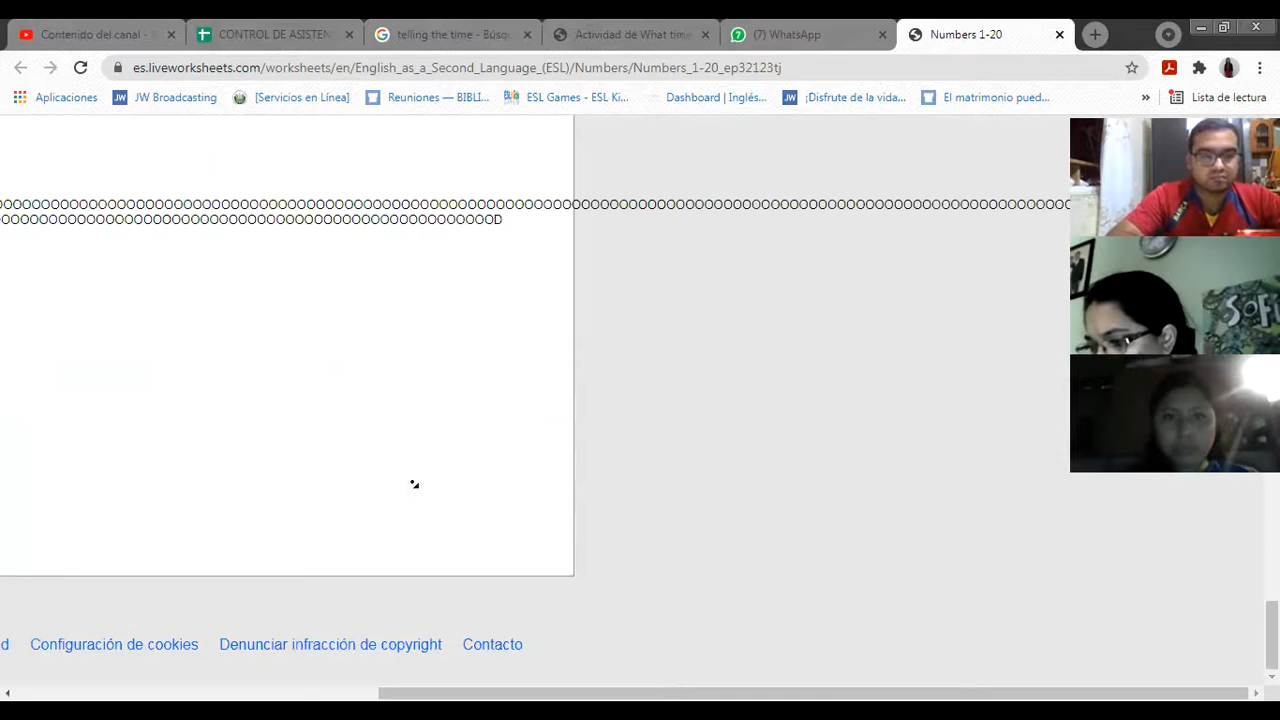 Contenido del canal -
CONTROL DE ASISTEN
telling the time - Búsq
Actividad de What time
(7) WhatsApp
Numbers 1-20
es.liveworksheets.com/worksheets/en/English_as_a_Second_Language_(ESL)/Numbers/Numbers_1-20_ep32123tj
Aplicaciones
JW Broadcasting
[Servicios en Línea]
Reuniones — BIBLI...
ESL Games - ESL Ki...
Dashboard | Inglés...
¡Disfrute de la vida...
El matrimonio pued...
»
Lista de lectura
d
Configuración de cookies
Denunciar infracción de copyright
Contacto